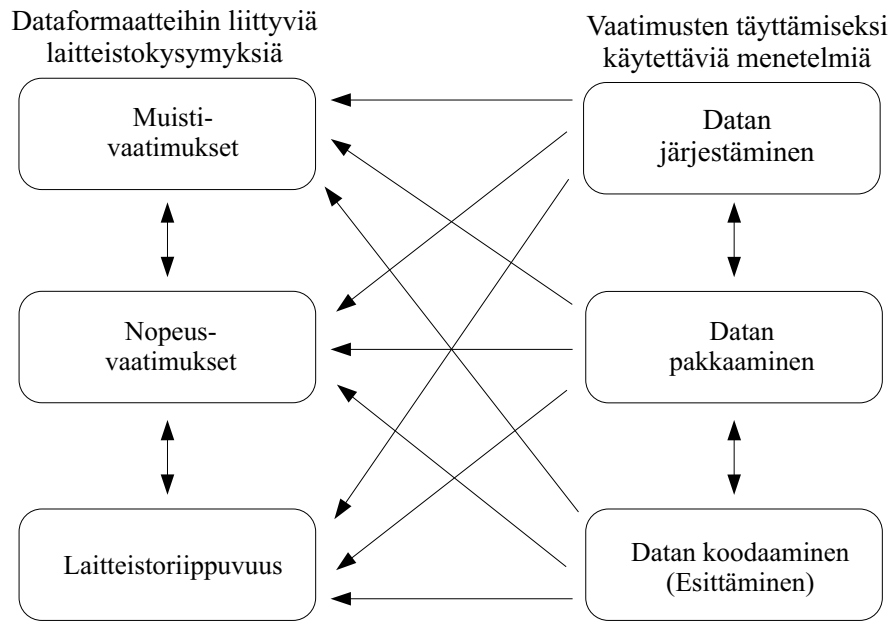 Dataformaatteihin liittyviä
laitteistokysymyksiä
Muisti-
vaatimukset
Nopeus-
vaatimukset
Laitteistoriippuvuus
Vaatimusten täyttämiseksi
käytettäviä menetelmiä
Datan
järjestäminen
Datan
pakkaaminen
Datan koodaaminen
(Esittäminen)